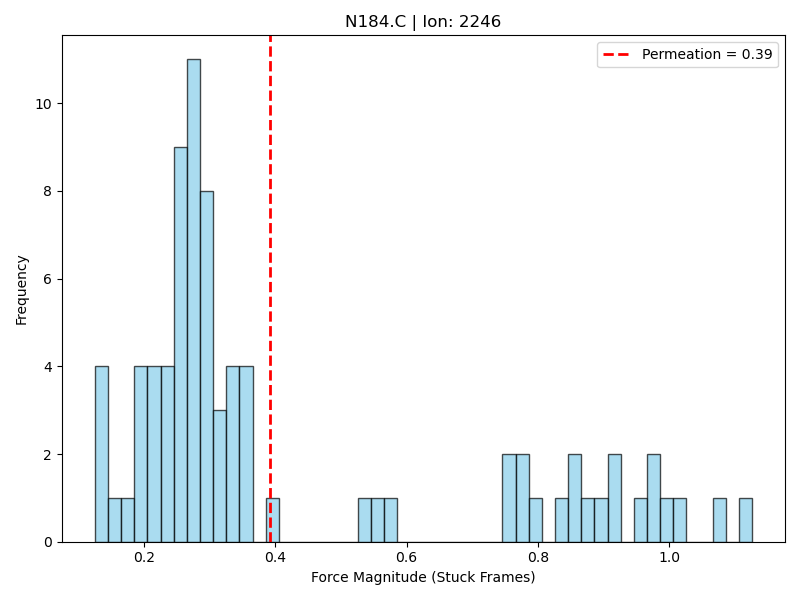 N184.C | Ion: 2246
Permeation = 0.39
Frequency
10
8
6
4
2
0
0.2
0.4
0.6
0.8
1.0
Force Magnitude (Stuck Frames)